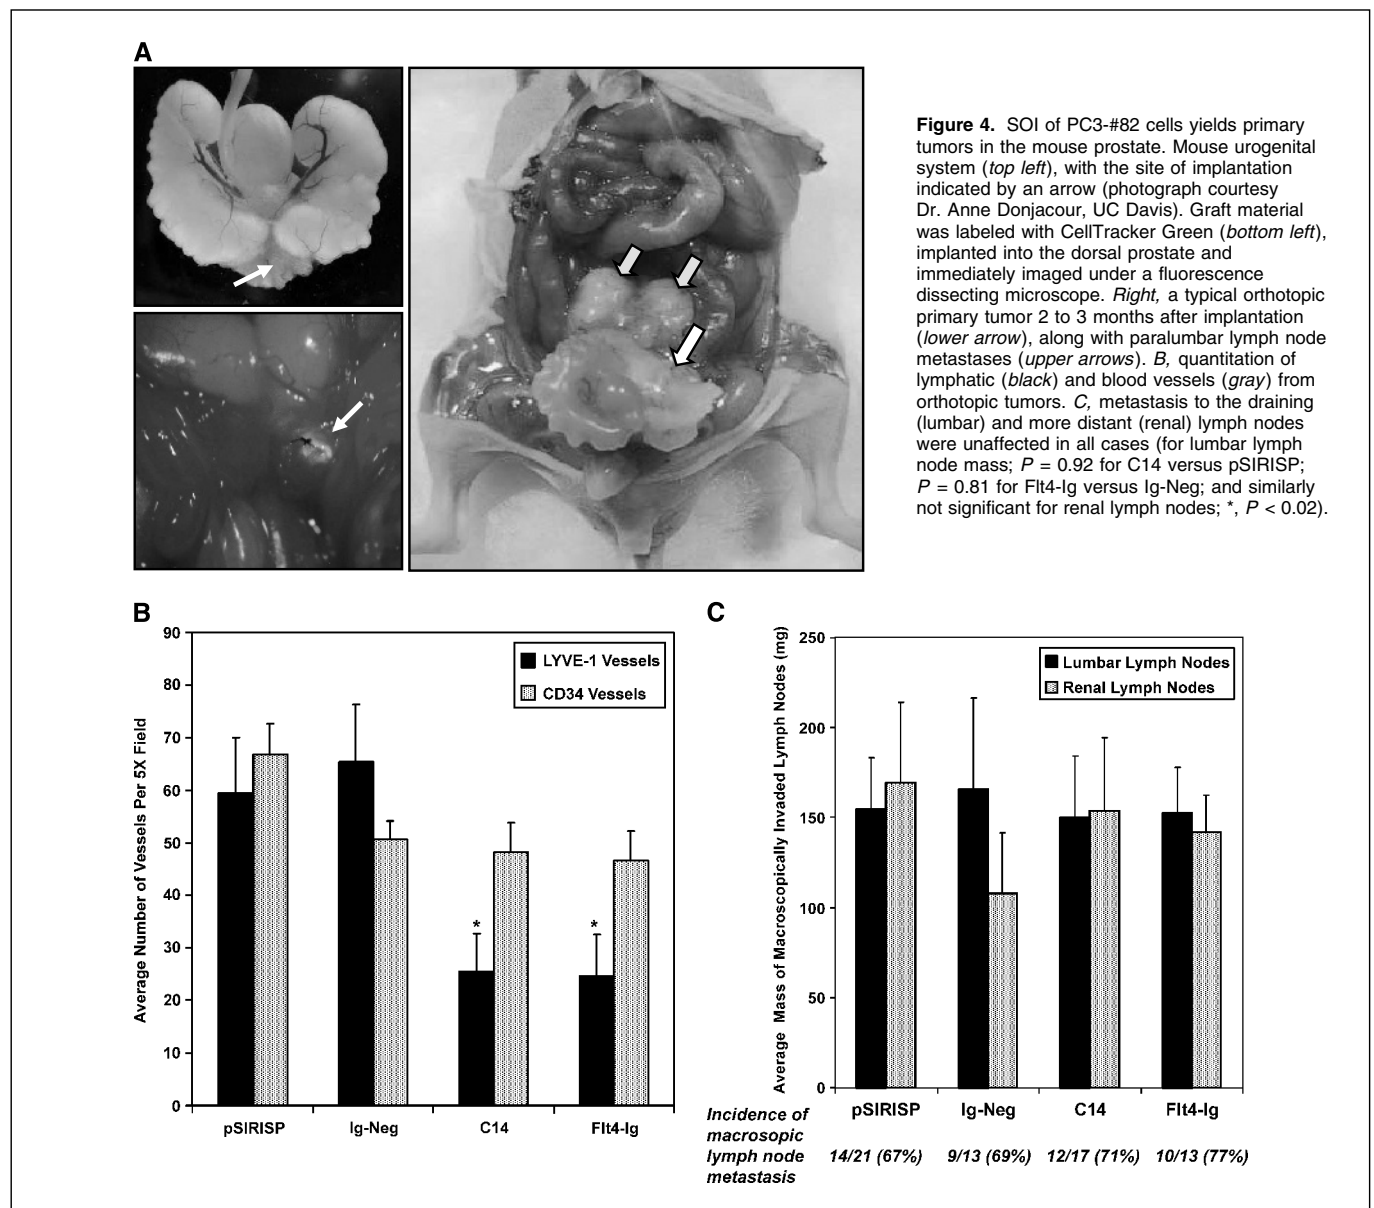 A
Figure 4. SOI of PC3-#82 cells yields primary
tumors in the mouse prostate. Mouse urogenital
system (top left), with the site of implantation
indicated by an arrow (photograph courtesy
Dr. Anne Donjacour, UC Davis). Graft material
was labeled with CellTracker Green (bottom left),
implanted into the dorsal prostate and
immediately imaged under a fluorescence
dissecting microscope. Right, a typical orthotopic
primary tumor 2 to 3 months after implantation
(lower arrow), along with paralumbar lymph node
metastases (upper arrows). B, quantitation of
lymphatic (black) and blood vessels (gray) from
orthotopic tumors. C, metastasis to the draining
(lumbar) and more distant (renal) lymph nodes
were unaffected in all cases (for lumbar lymph
node mass; P = 0.92 for C14 versus pSIRISP;
P = 0.81 for Flt4-Ig versus Ig-Neg; and similarly
not significant for renal lymph nodes; *, P < 0.02).
B
Average Number of Vessels Per 5X Field
90
80
70
60
50
40
30
20
10
0
LYVE-1 Vessels
CD34 Vessels
*
*
pSIRISP Ig-Neg C14 Flt4-Ig
C
Average Mass of Macroscopically Invaded Lymph Nodes (mg)
250
200
150
100
50
0
Lumbar Lymph Nodes
Renal Lymph Nodes
pSIRISP Ig-Neg C14 Flt4-Ig
Incidence of
macrosopic
lymph node
metastasis
14/21 (67%) 9/13 (69%) 12/17 (71%) 10/13 (77%)